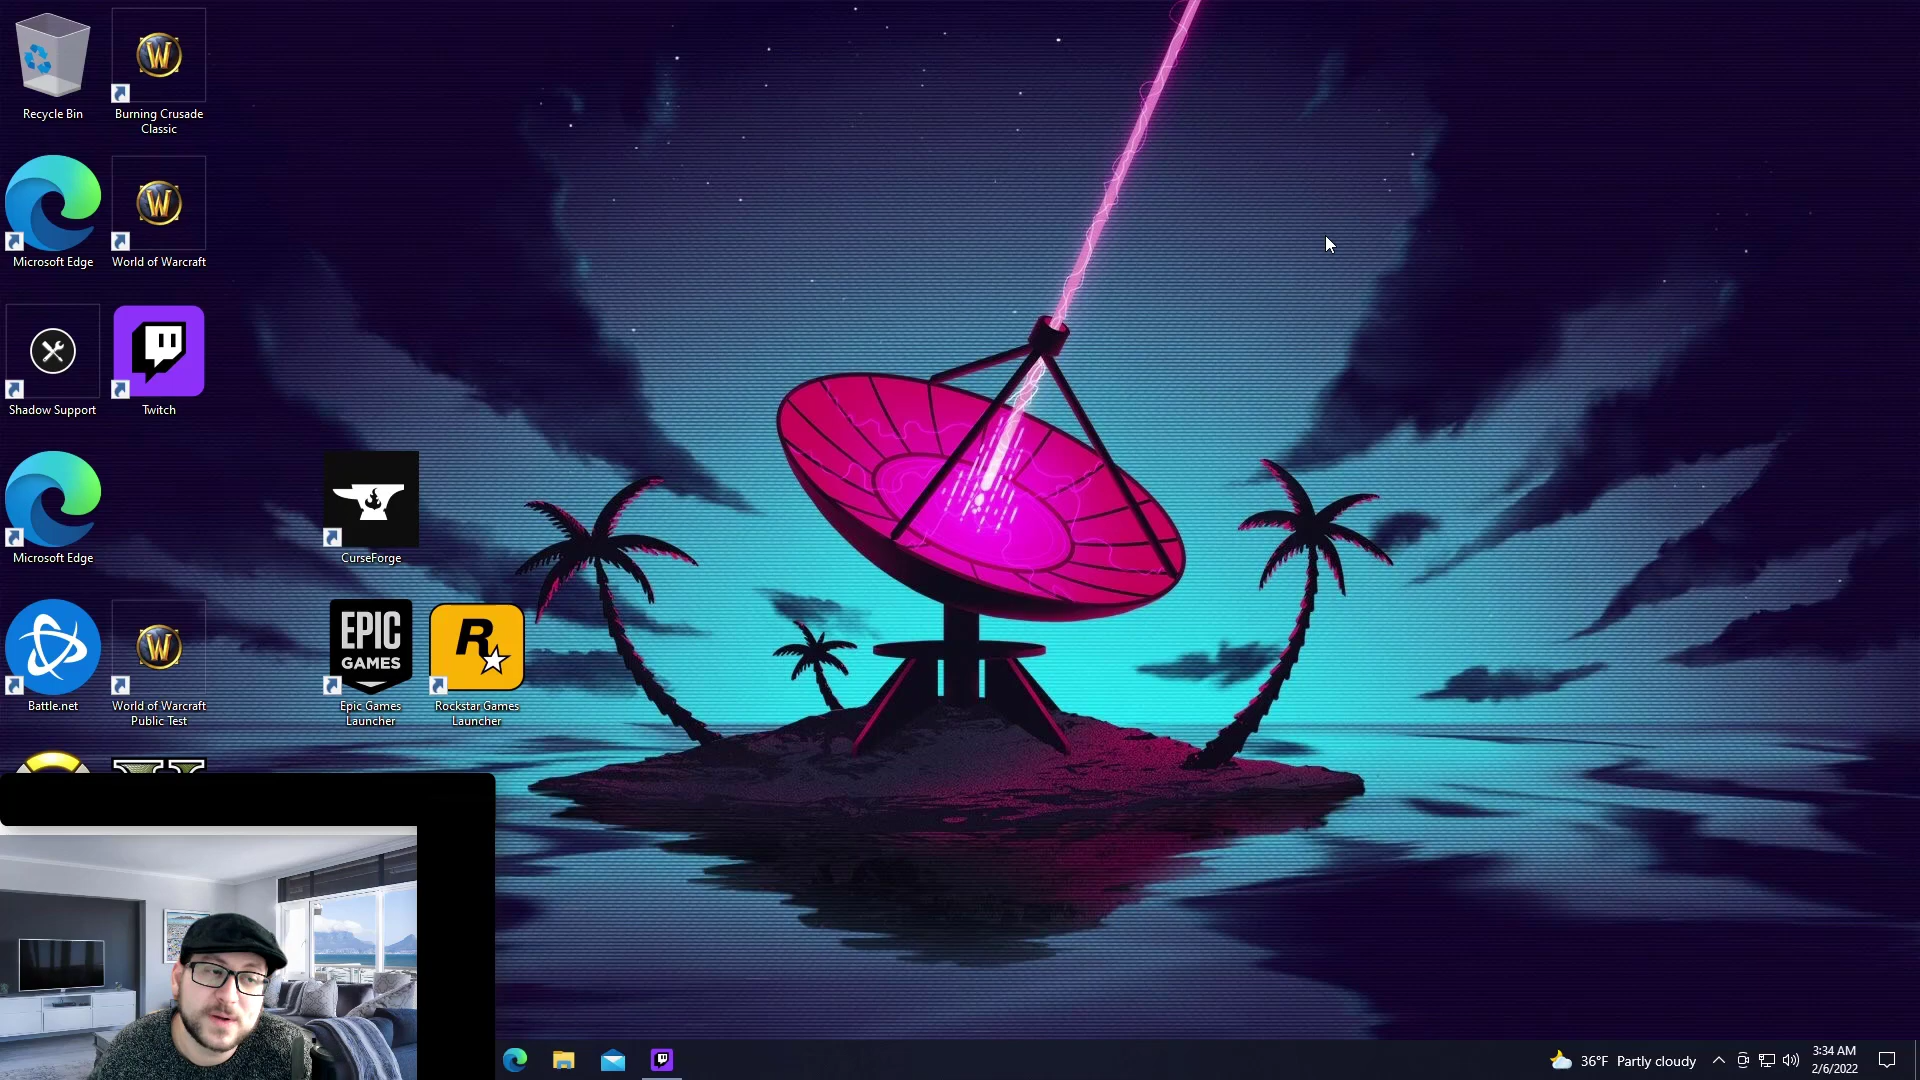 Recycle Bin
Burning Crusade
Classic
Microsoft Edge
World of Warcraft
Shadow Support
Twitch
Microsoft Edge
CurseForge
EPIC
GAMES
R
Battle.net
World of Warcraft
Public Test
Epic Games
Launcher
Rockstar Games
Launcher
36°F Partly cloudy
3:34 AM
2/6/2022